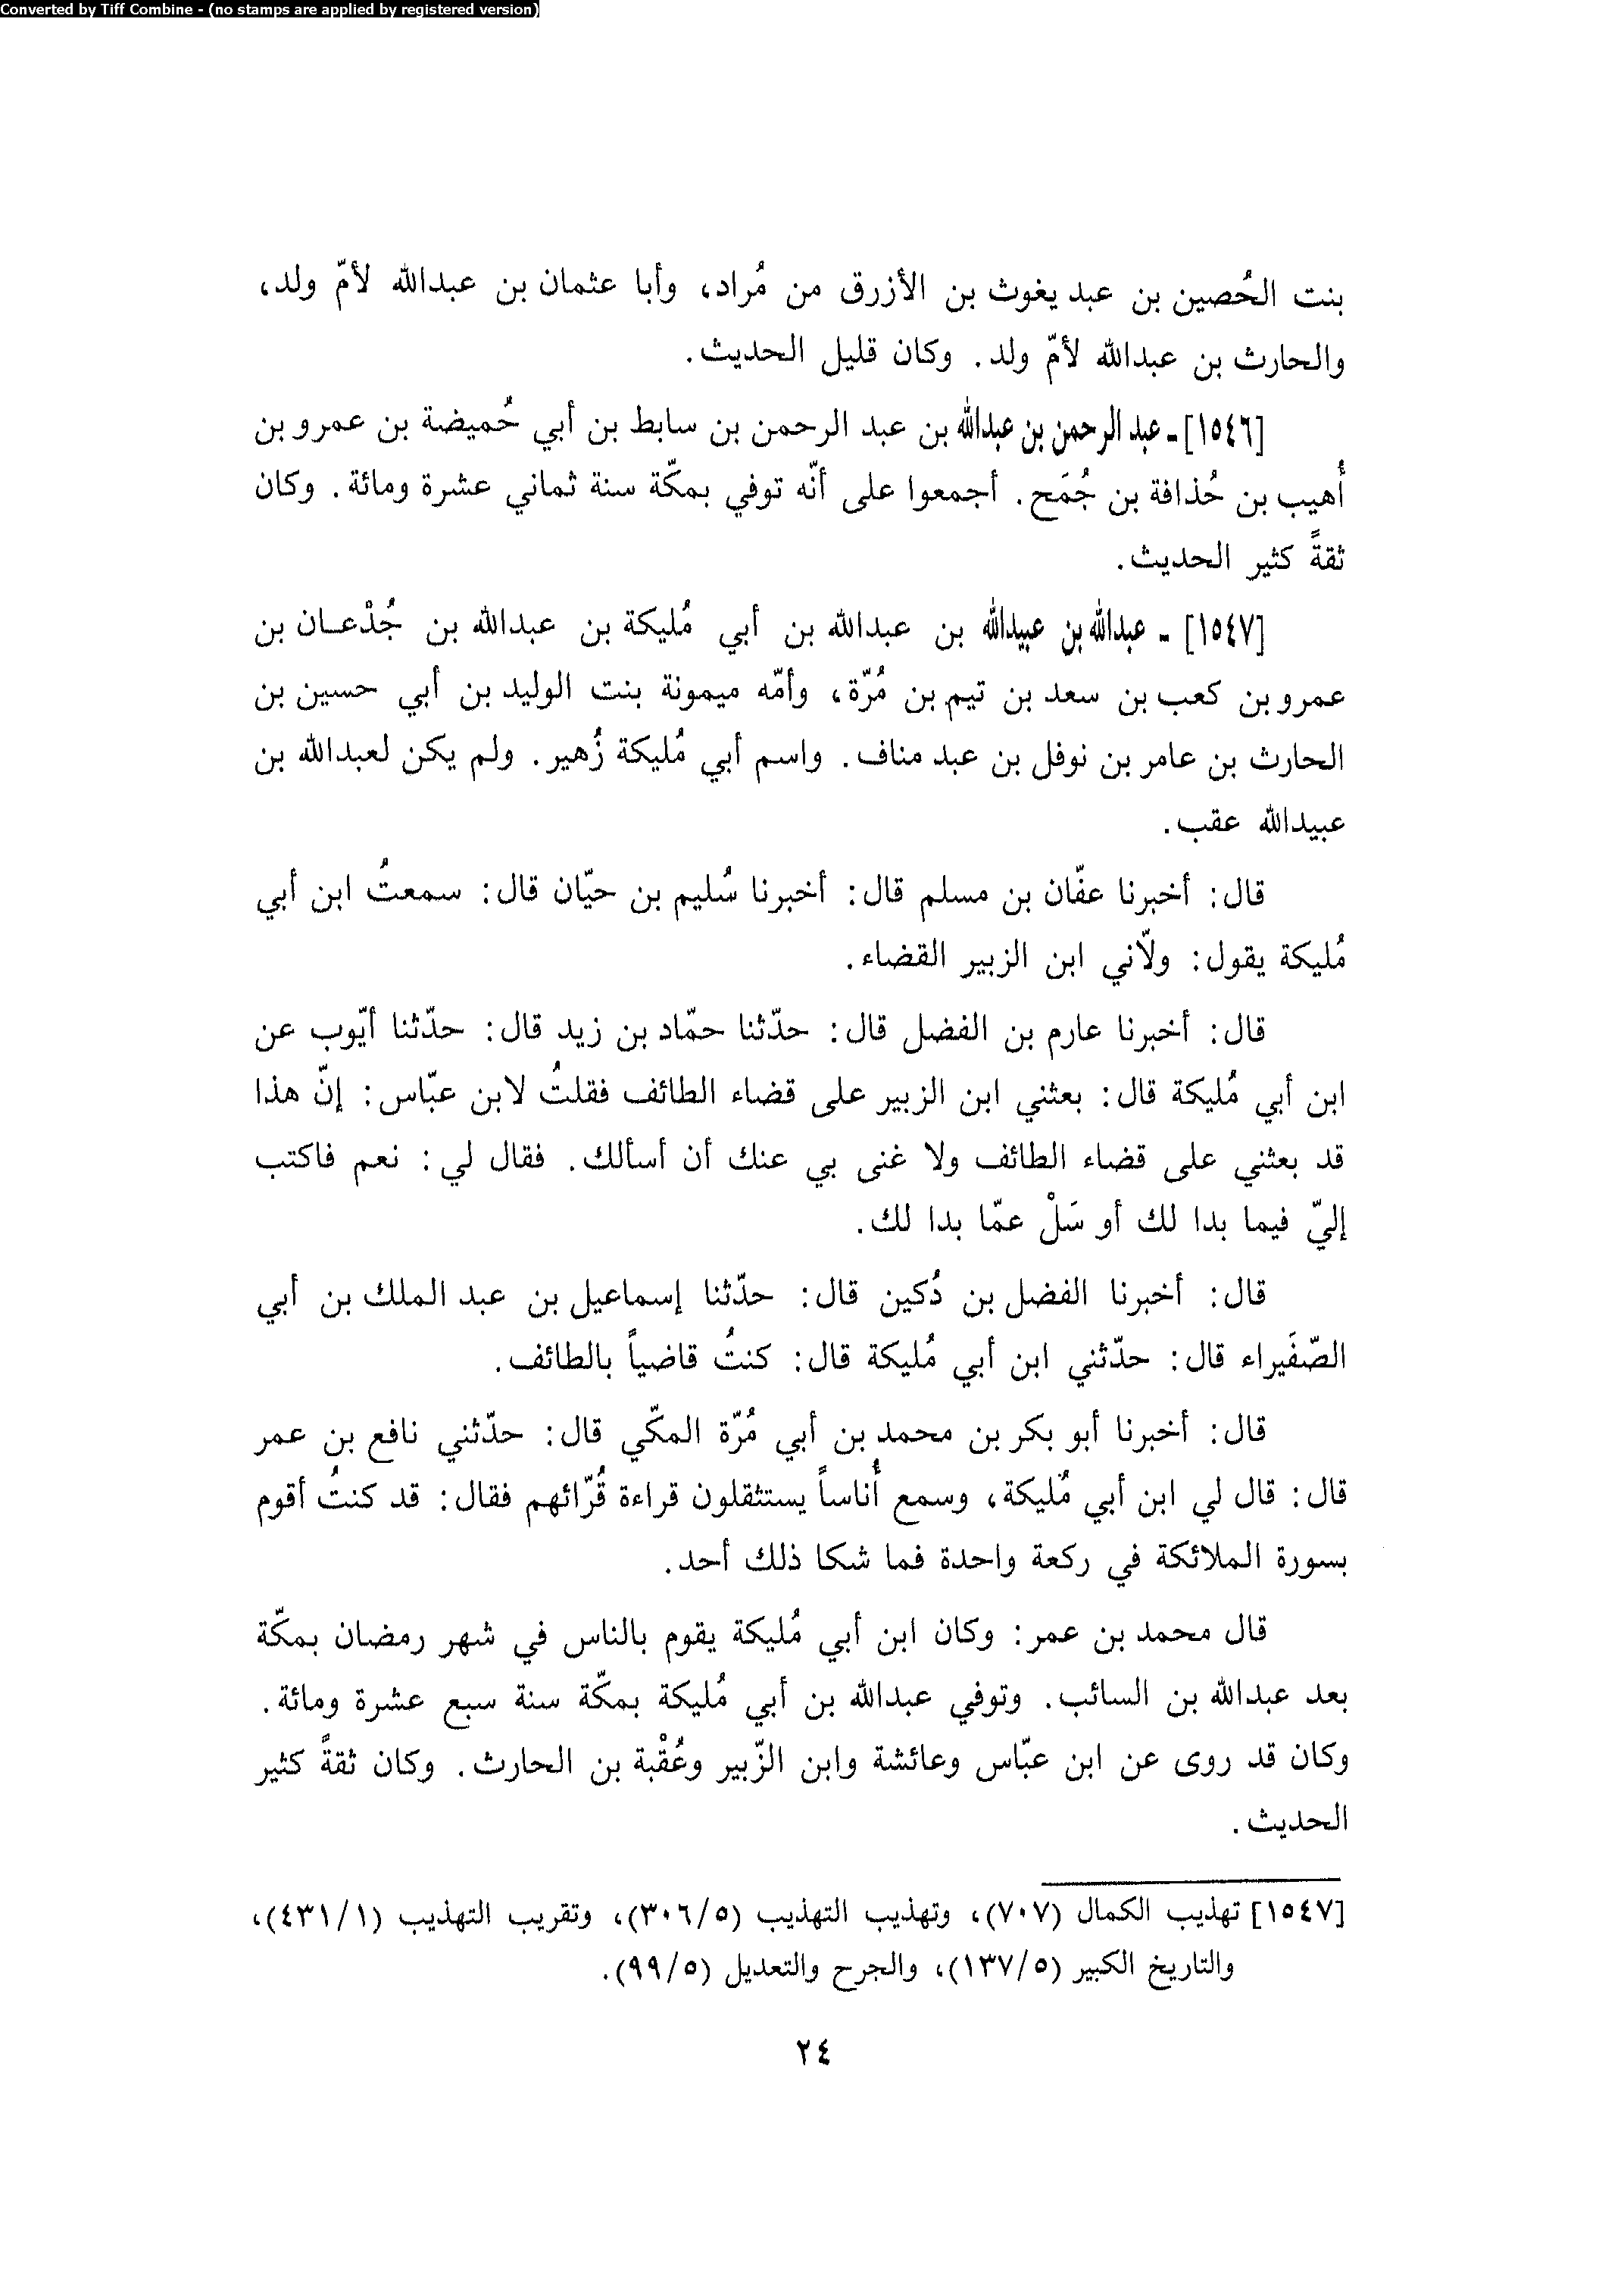 Converted by Tiff Combine - (no stamps are applied by registered version)
بنت الحُصين بن عبد يغوث بن الأزرق من مُراد، وأبا عثمان بن عبدالله لأمّ ولد،
والحارث بن عبدالله لأمّ ولد. وكان قليل الحديث.
[١٥٤٦]ـ عبد الرحمن بن عبدالله بن عبد الرحمن بن سابط بن أبي حُميضة بن عمرو بن
أُهيب بن حُذافة بن جُمَح. أجمعوا على أنّه توفي بمكّة سنة ثماني عشرة ومائة. وكان
ثقةً كثير الحديث.
[١٥٤٧] ـ عبدالله بن عبيدالله بن عبدالله بن أبي مُليكة بن عبدالله بن جُدْعـان بن
عمرو بن كعب بن سعد بن تيم بن مُرّة، وأمّه ميمونة بنت الوليد بن أبي حسين بن
الحارث بن عامر بن نوفل بن عبد مناف. واسم أبي مُليكة زُهير. ولم يكن لعبدالله بن
عبيدالله عقب.
قال: أخبرنا عفّان بن مسلم قال: أخبرنا سُليم بن حيّان قال: سمعتُ ابن أبي
مُليكة يقول: ولّاني ابن الزبير القضاء.
قال: أخبرنا عارم بن الفضل قال: حدّثنا حمّاد بن زيد قال: حدّثنا أيّوب عن
ابن أبي مُليكة قال: بعثني ابن الزبير على قضاء الطائف فقلتُ لابن عبّاس: إنّ هذا
قد بعثني على قضاء الطائف ولا غنى بي عنك أن أسألك. فقال لي: نعم فاكتب
إليّ فيما بدا لك أو سَلْ عمّا بدا لك.
قال: أخبرنا الفضل بن دُكين قال: حدّثنا إسماعيل بن عبد الملك بن أبي
الصّفَيراء قال: حدّثني ابن أبي مُليكة قال: كنتُ قاضياً بالطائف.
قال: أخبرنا أبو بكر بن محمد بن أبي مُرّة المكّي قال: حدّثني نافع بن عمر
قال: قال لي ابن أبي مُليكة، وسمع أُناساً يستثقلون قراءة قُرّائهم فقال: قد كنتُ أقوم
بسورة الملائكة في ركعة واحدة فما شكا ذلك أحد.
قال محمد بن عمر: وكان ابن أبي مُليكة يقوم بالناس في شهر رمضان بمكّة
بعد عبدالله بن السائب. وتوفي عبدالله بن أبي مُليكة بمكّة سنة سبع عشرة ومائة.
وكان قد روى عن ابن عبّاس وعائشة وابن الزّبير وعُقْبة بن الحارث. وكان ثقةً كثير
الحديث.
[١٥٤٧] تهذيب الكمال (٧٠٧)، وتهذيب التهذيب (٣٠٦/٥)، وتقريب التهذيب (٤٣١/١)،
والتاريخ الكبير (١٣٧/٥)، والجرح والتعديل (٩٩/٥).
٢٤